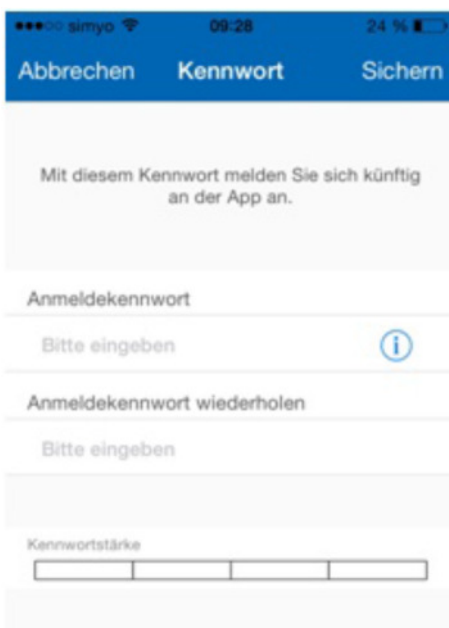 simyo 09:28 24 %
Abbrechen Kennwort Sichern
Mit diesem Kennwort melden Sie sich künftig
an der App an.
Anmeldekennwort
Bitte eingeben
Anmeldekennwort wiederholen
Bitte eingeben
Kennwortstärke